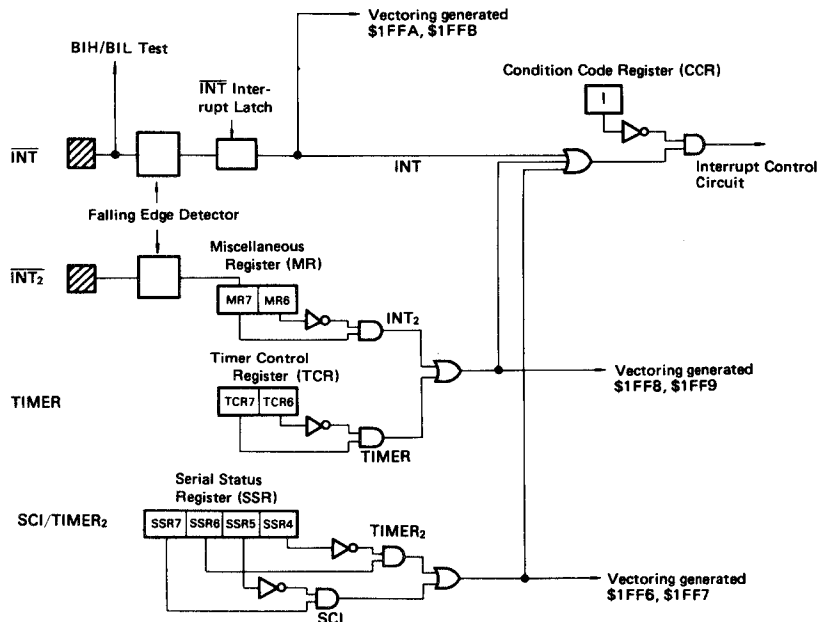 Vectoring generated
$1FFA, $1FFB
BIH/BIL Test
Condition Code Register (CCR)
INT Inter-
rupt Latch
I
INT
INT
Interrupt Control
Circuit
Falling Edge Detector
Miscellaneous
Register (MR)
INT₂
MR7 MR6
INT₂
Timer Control
Register (TCR)
Vectoring generated
$1FF8, $1FF9
TIMER
TCR7 TCR6
TIMER
Serial Status
Register (SSR)
SCI/TIMER₂
SSR7 SSR6 SSR5 SSR4
TIMER₂
Vectoring generated
$1FF6, $1FF7
SCI